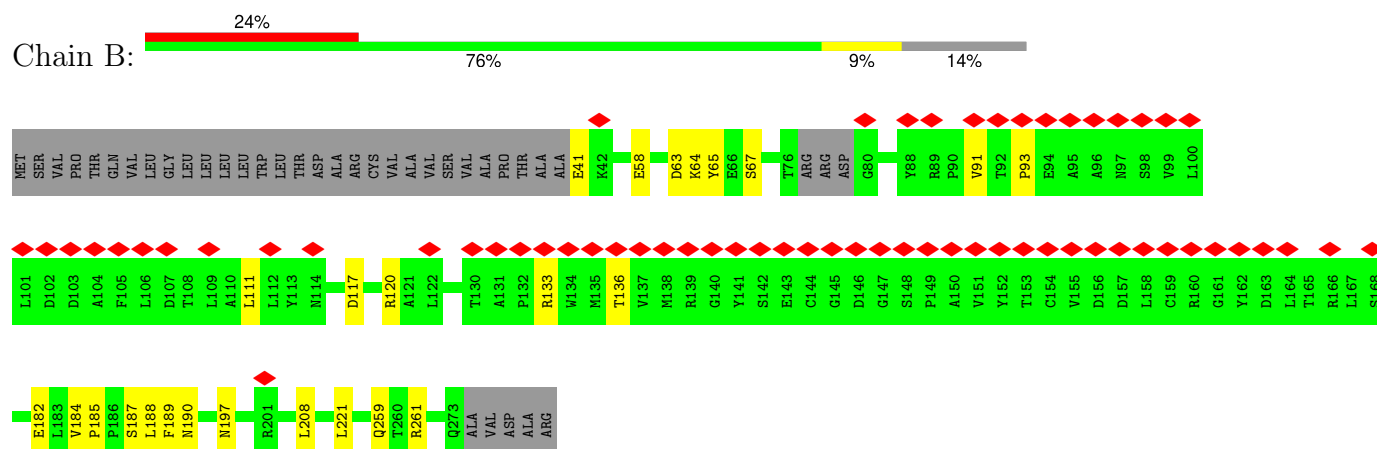 24%
Chain B:
76% 9% 14%
MET SER VAL PRO THR GLN VAL LEU GLY LEU LEU LEU LEU TRP LEU THR ASP ALA ARG CYS VAL ALA VAL SER VAL ALA PRO THR ALA ALA E41 K42 E58 D63 K64 Y65 E66 S67 T76 ARG ARG ASP G80 Y88 R89 P90 V91 T92 P93 E94 A95 A96 N97 S98 V99 L100
L101 D102 D103 A104 F105 L106 D107 T108 L109 A110 L111 L112 Y113 N114 D117 R120 A121 L122 T130 A131 P132 R133 W134 M135 T136 V137 M138 R139 G140 Y141 S142 E143 C144 G145 D146 G147 S148 P149 A150 V151 Y152 T153 C154 V155 D156 D157 L158 C159 R160 G161 Y162 D163 L164 T165 R166 L167 S168
E182 L183 V184 P185 P186 S187 L188 F189 N190 N197 R201 L208 L221 Q259 T260 R261 Q273 ALA VAL ASP ALA ARG